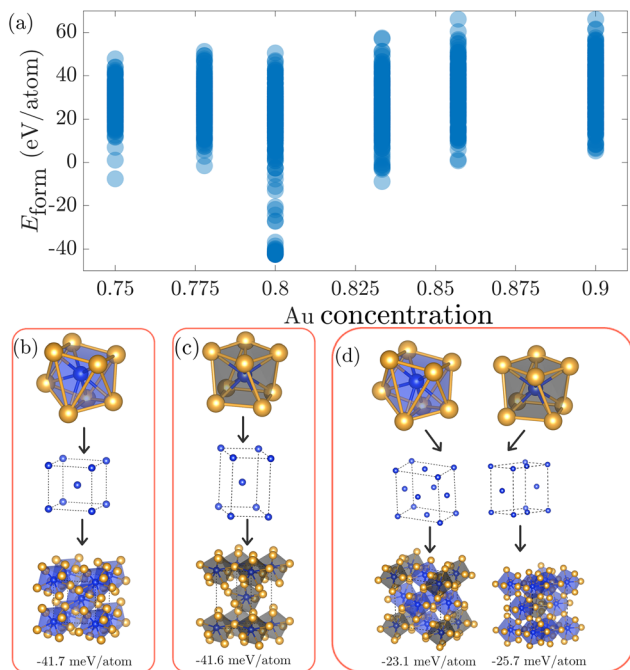 (a)
E_form (eV/atom)
60
40
20
0
-20
-40
0.75 0.775 0.8 0.825 0.85 0.875 0.9
Au concentration
(b) (c) (d)
-41.7 meV/atom -41.6 meV/atom -23.1 meV/atom -25.7 meV/atom